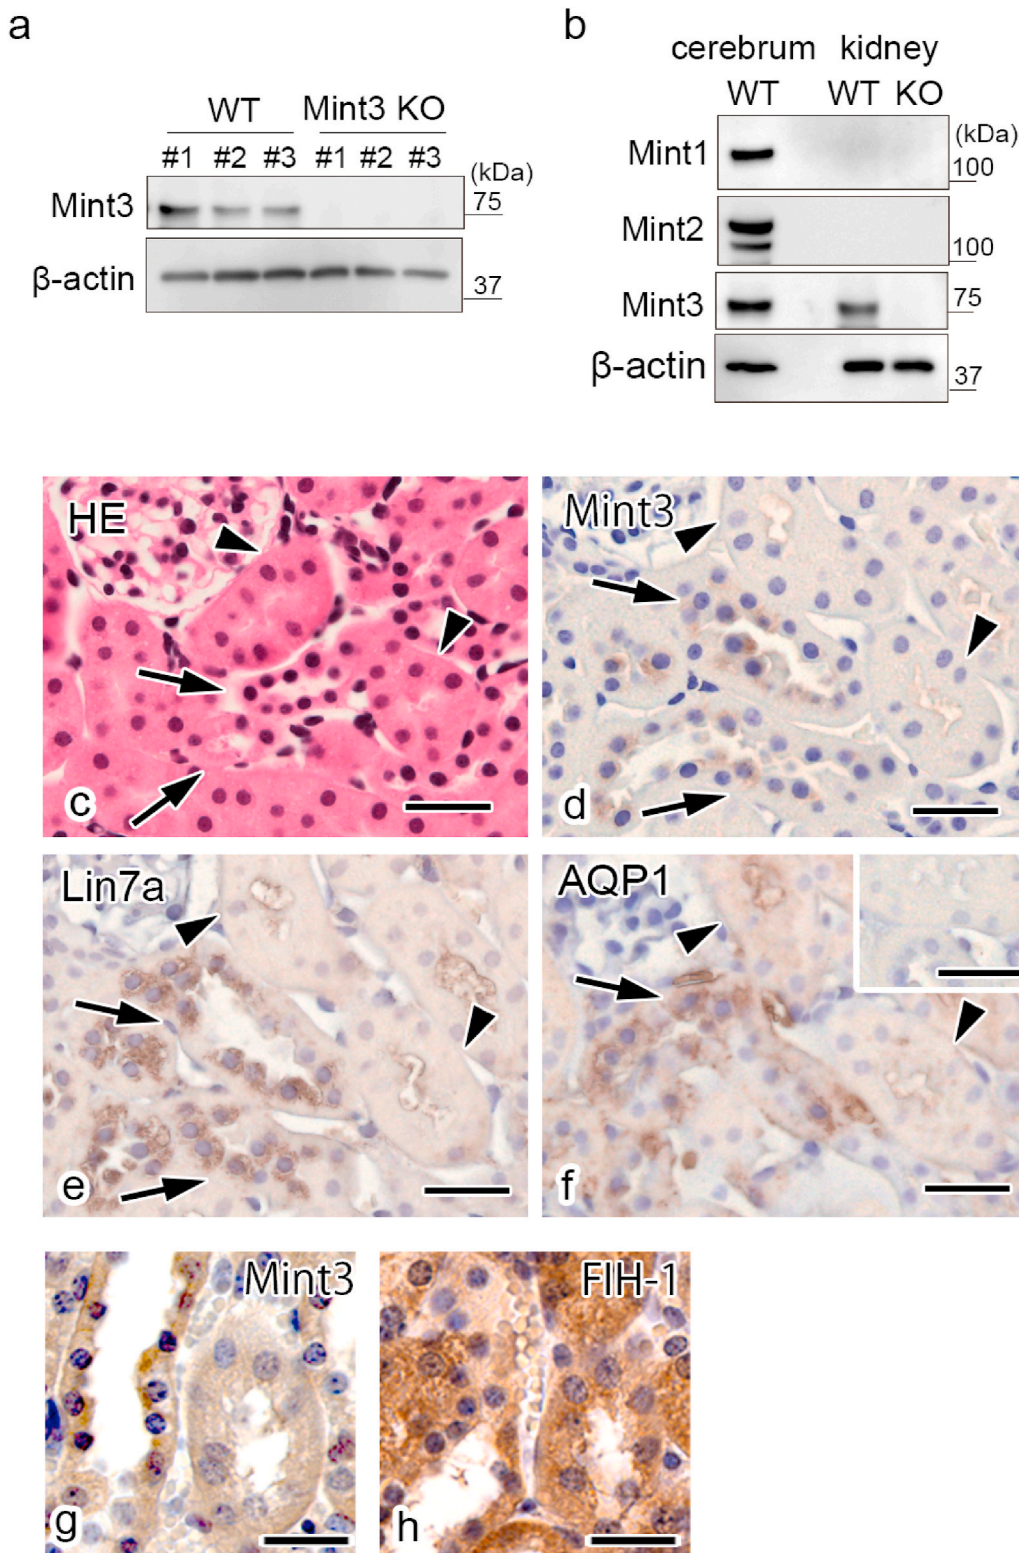 a
WT Mint3 KO
#1 #2 #3 #1 #2 #3
(kDa)
Mint3 75
β-actin 37
b
cerebrum kidney
WT WT KO
(kDa)
Mint1 100
Mint2 100
Mint3 75
β-actin 37
HE
c
Mint3
d
Lin7a
e
AQP1
f
Mint3
g
FIH-1
h